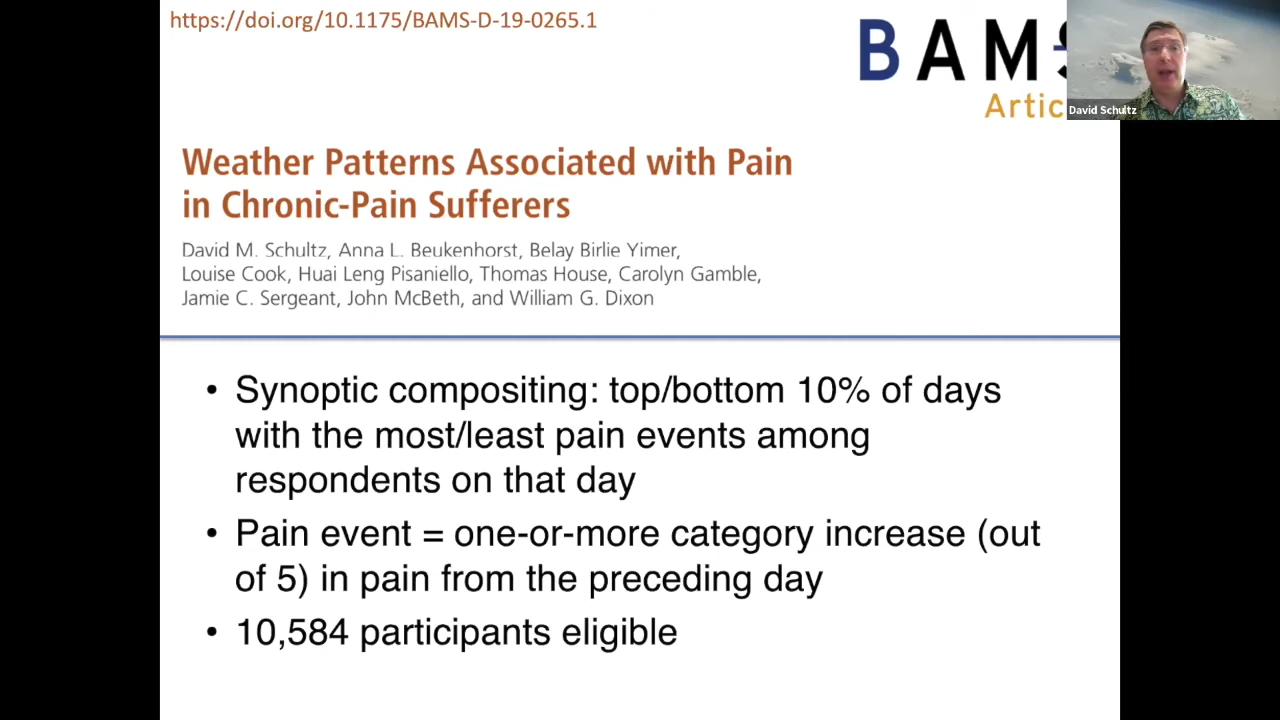 https://doi.org/10.1175/BAMS-D-19-0265.1
BAMS
Artic
David Schultz
Weather Patterns Associated with Pain
in Chronic-Pain Sufferers
David M. Schultz, Anna L. Beukenhorst, Belay Birlie Yimer,
Louise Cook, Huai Leng Pisaniello, Thomas House, Carolyn Gamble,
Jamie C. Sergeant, John McBeth, and William G. Dixon
• Synoptic compositing: top/bottom 10% of days
with the most/least pain events among
respondents on that day
• Pain event = one-or-more category increase (out
of 5) in pain from the preceding day
• 10,584 participants eligible